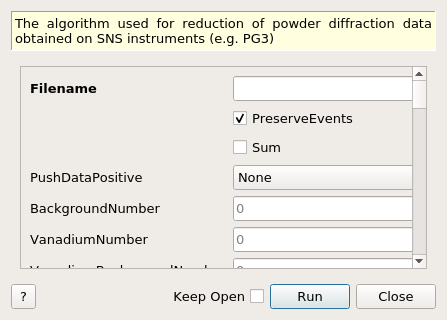 The algorithm used for reduction of powder diffraction data
obtained on SNS instruments (e.g. PG3)
Filename
PreserveEvents
Sum
PushDataPositive None
BackgroundNumber 0
VanadiumNumber 0
? Keep Open Run Close